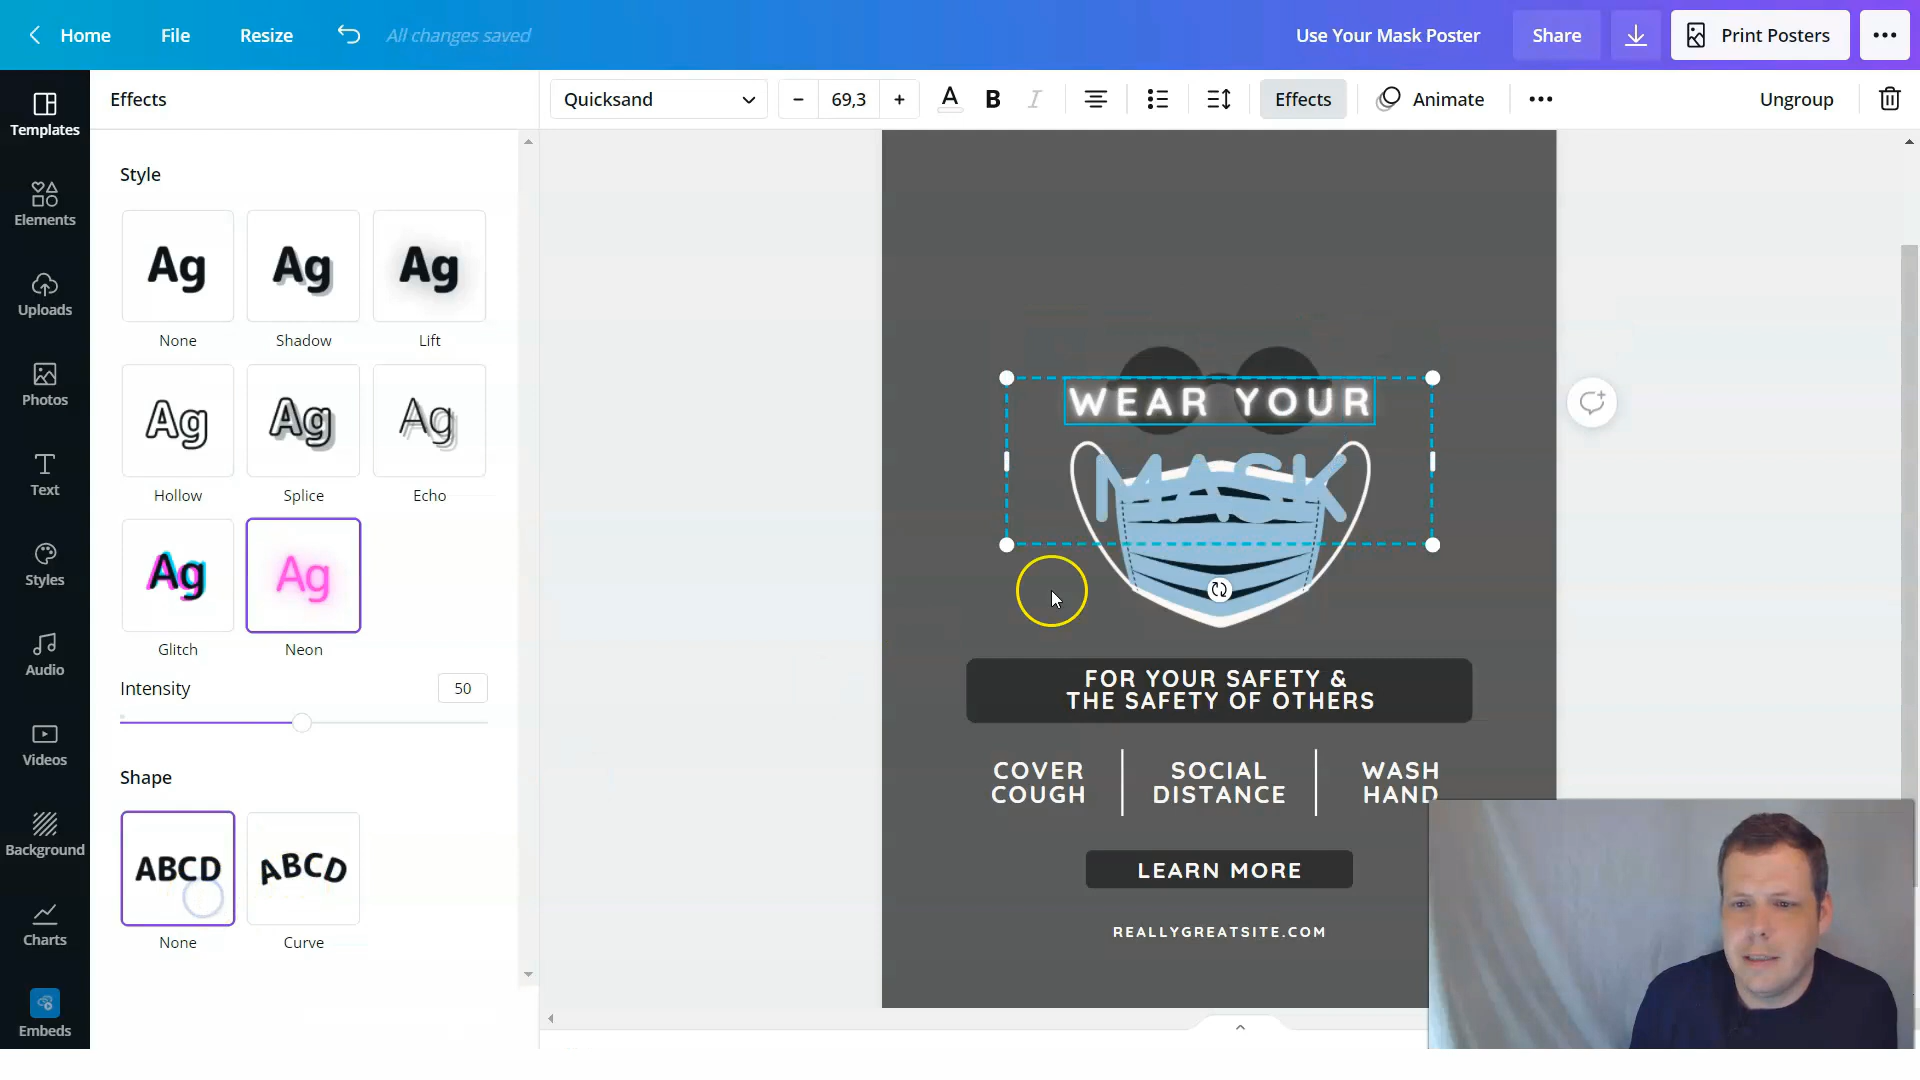 Home
File
Resize
All changes saved
Use Your Mask Poster
Share
Print Posters
Templates
Elements
Uploads
Photos
Text
Styles
Audio
Videos
Background
Charts
Embeds
Effects
Quicksand
69,3
A
B
I
Effects
Animate
Ungroup
Style
Ag
Ag
Ag
None
Shadow
Lift
Ag
Ag
Ag
Hollow
Splice
Echo
Ag
Ag
Glitch
Neon
Intensity
50
Shape
ABCD
ABCD
None
Curve
WEAR YOUR
MASK
FOR YOUR SAFETY &
THE SAFETY OF OTHERS
COVER
COUGH
SOCIAL
DISTANCE
WASH
HAND
LEARN MORE
REALLYGREATSITE.COM